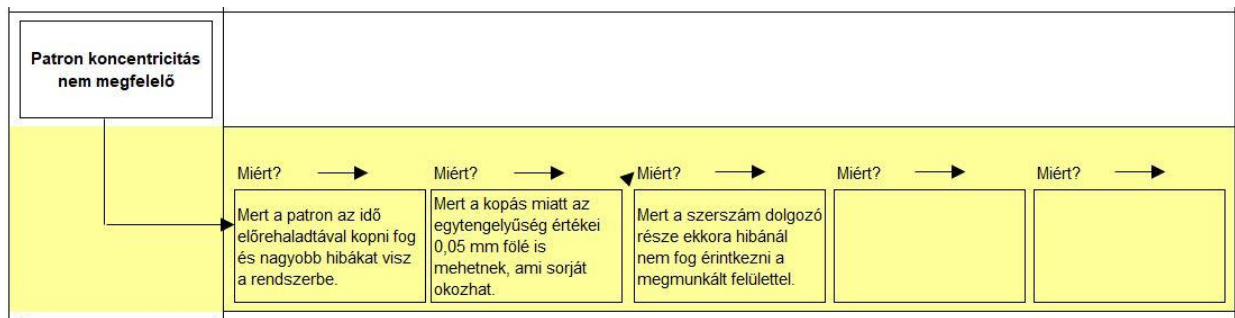 Patron koncentricitás
nem megfelelő
Miért?
Miért?
Miért?
Miért?
Miért?
Mert a patron az idő
előrehaladtával kopni fog
és nagyobb hibákat visz
a rendszerbe.
Mert a kopás miatt az
egytengelyűség értékei
0,05 mm fölé is
mehetnek, ami sorját
okozhat.
Mert a szerszám dolgozó
része ekkora hibánál
nem fog érintkezni a
megmunkált felülettel.